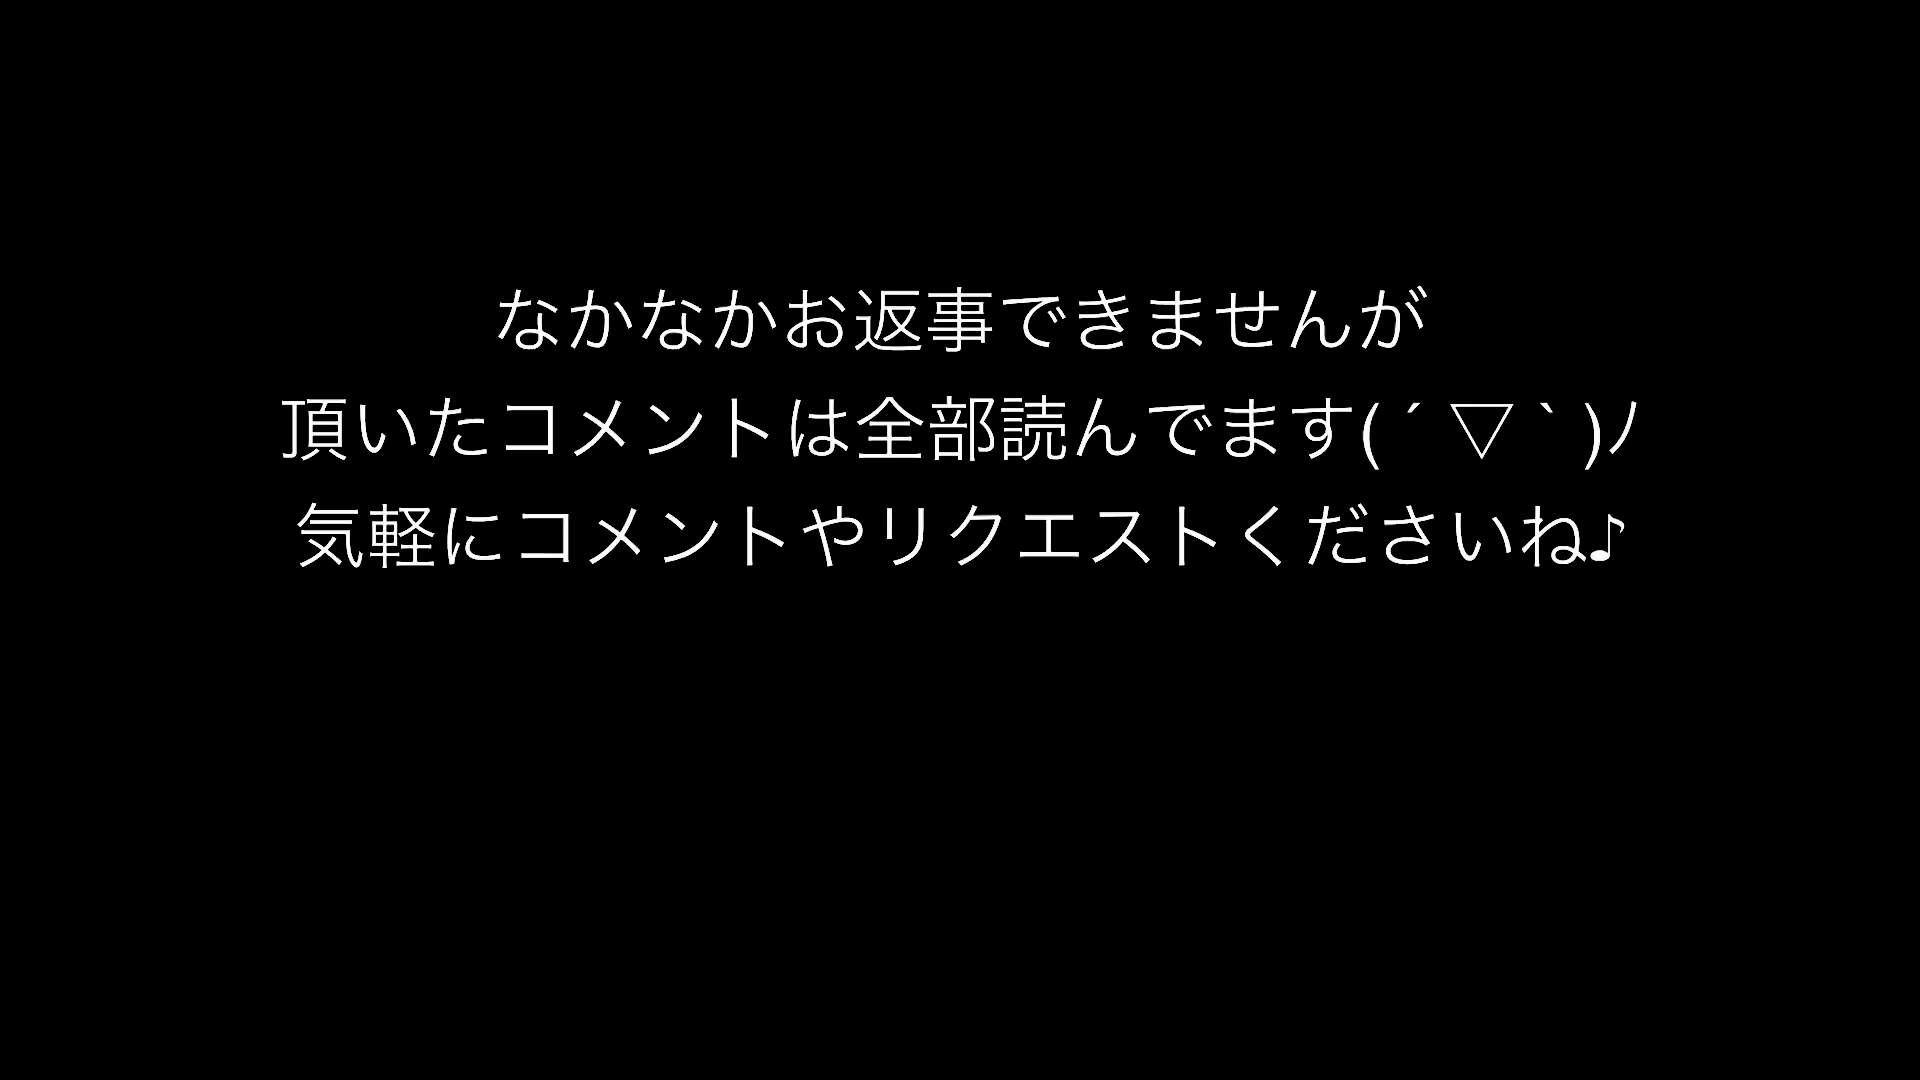 なかなかお返事できませんが
頂いたコメントは全部読んでます( ´ ▽ ` )ﾉ
気軽にコメントやリクエストくださいね♪